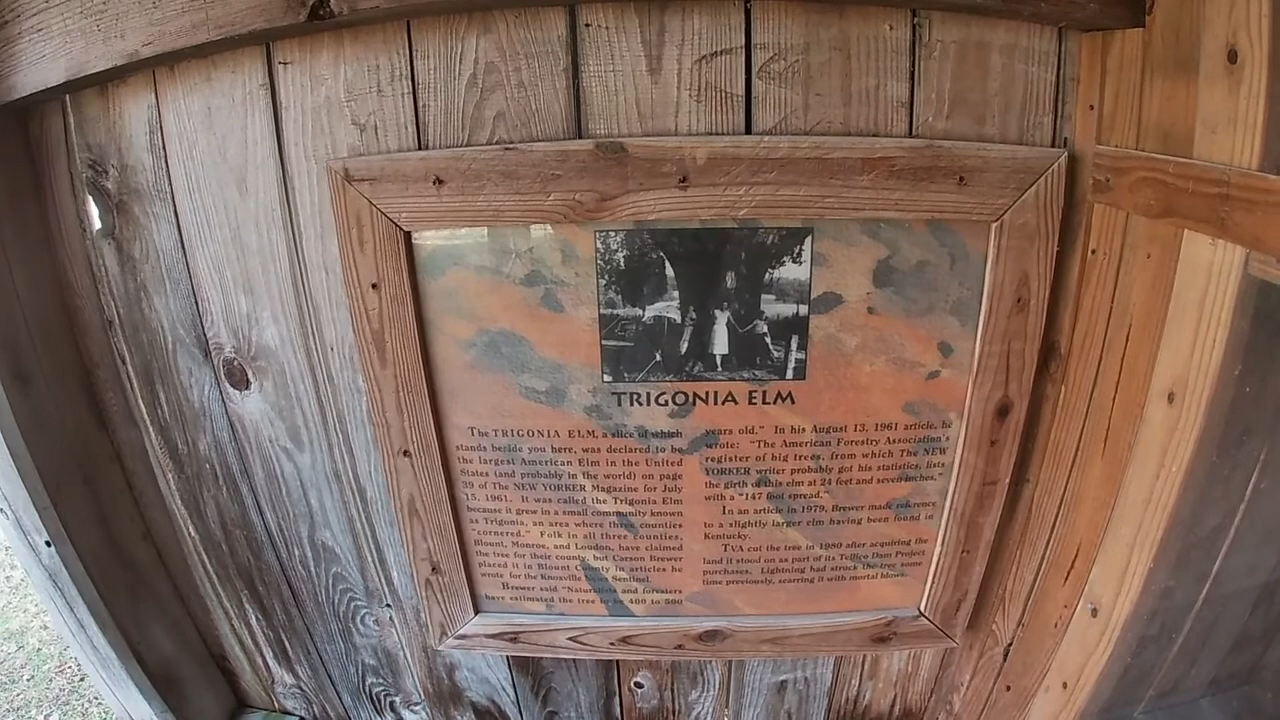 TRIGONIA ELM
The TRIGONIA ELM, a slice of which
stands beside you here, was declared to be
the largest American Elm in the United
States (and probably in the world) on page
39 of The NEW YORKER Magazine for July
15, 1961. It was called the Trigonia Elm
because it grew in a small community known
as Trigonia, an area where three counties
"cornered." Folk in all three counties,
Blount, Monroe, and Loudon, have claimed
the tree for their county, but Carson Brewer
placed it in Blount County in articles he
wrote for the Knoxville News Sentinel.
Brewer said "Naturalists and foresters
have estimated the tree to be 400 to 500
years old." In his August 13, 1961 article, he
wrote: "The American Forestry Association's
register of big trees, from which The NEW
YORKER writer probably got his statistics, lists
the girth of this elm at 24 feet and seven inches,"
with a "147 foot spread."
In an article in 1979, Brewer made reference
to a slightly larger elm having been found in
Kentucky.
TVA cut the tree in 1980 after acquiring the
land it stood on as part of its Tellico Dam Project
purchases. Lightning had struck the tree some
time previously, scarring it with mortal blows.